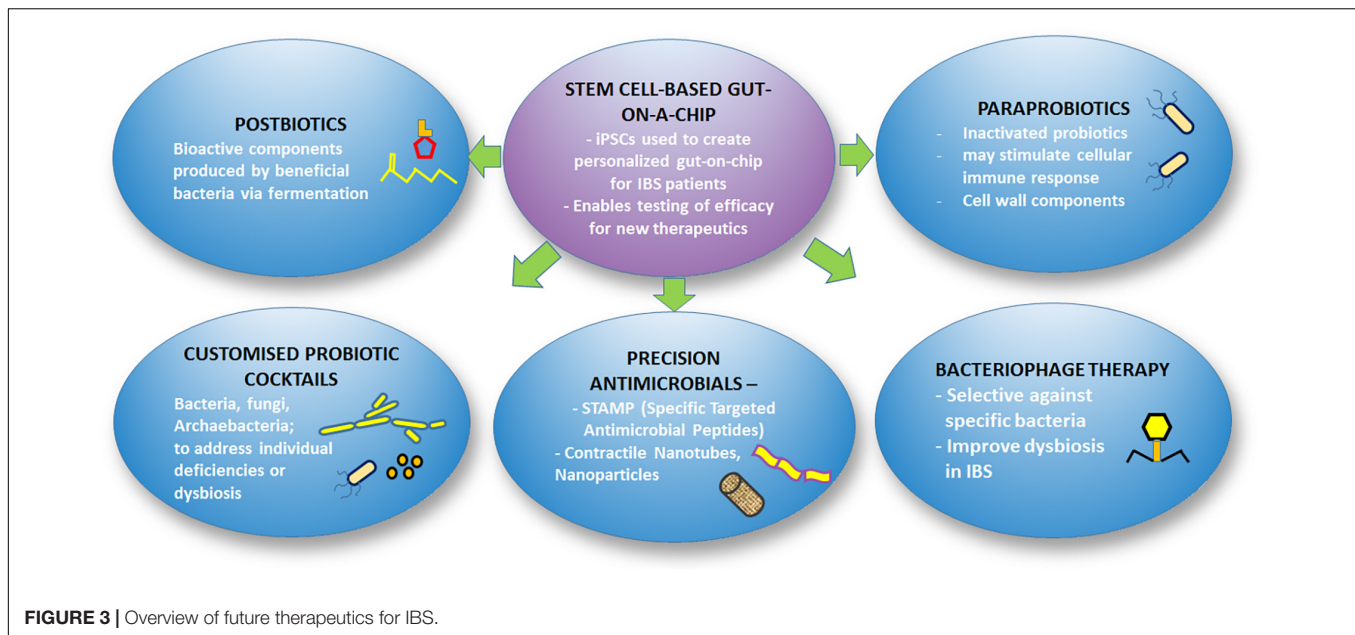 POSTBIOTICS
Bioactive components
produced by beneficial
bacteria via fermentation
STEM CELL-BASED GUT-
ON-A-CHIP
- iPSCs used to create
personalized gut-on-chip
for IBS patients
- Enables testing of efficacy
for new therapeutics
PARAPROBIOTICS
- Inactivated probiotics
- may stimulate cellular
immune response
- Cell wall components
CUSTOMISED PROBIOTIC
COCKTAILS
Bacteria, fungi,
Archaebacteria;
to address individual
deficiencies or
dysbiosis
PRECISION
ANTIMICROBIALS –
- STAMP (Specific Targeted
Antimicrobial Peptides)
- Contractile Nanotubes,
Nanoparticles
BACTERIOPHAGE THERAPY
- Selective against
specific bacteria
- Improve dysbiosis
in IBS
FIGURE 3 | Overview of future therapeutics for IBS.